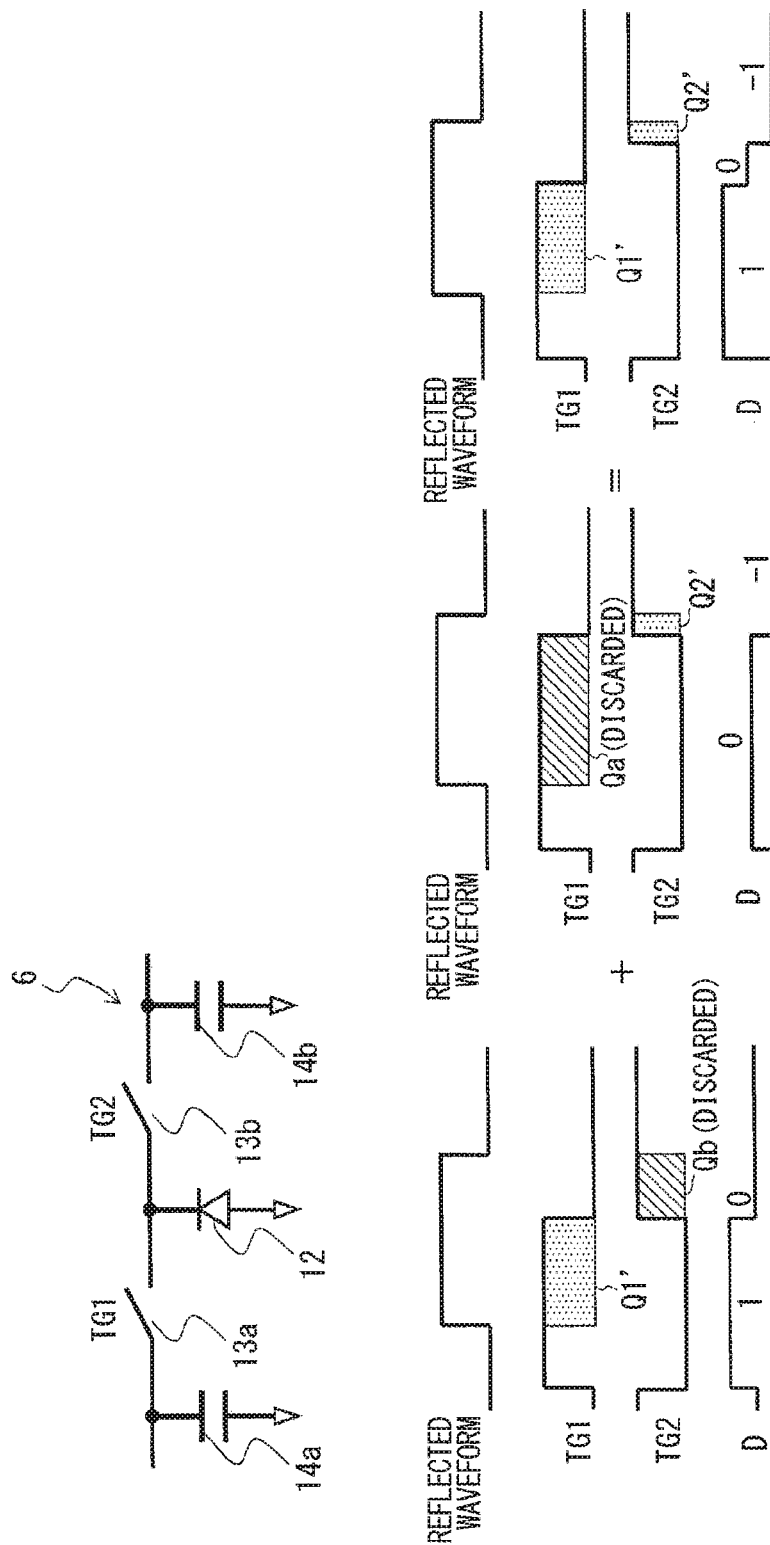 6
TG1
TG2
14a
13a
12
13b
14b
REFLECTED
WAVEFORM
TG1
Q1'
TG2
Qb (DISCARDED)
D
1
0
+
REFLECTED
WAVEFORM
TG1
Qa (DISCARDED)
TG2
Q2'
D
0
-1
=
REFLECTED
WAVEFORM
TG1
Q1'
TG2
Q2'
D
1
0
-1